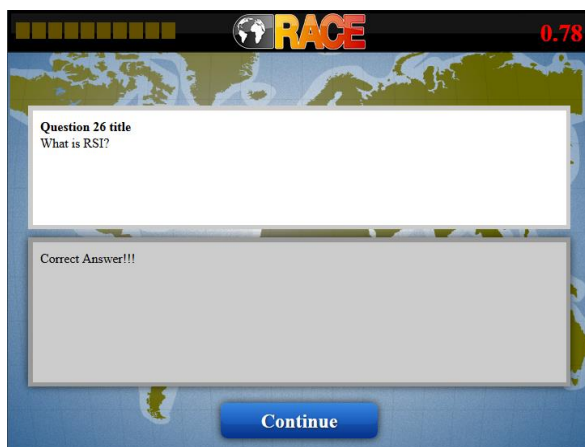 RACE
0.78
Question 26 title
What is RSI?
Correct Answer!!!
Continue